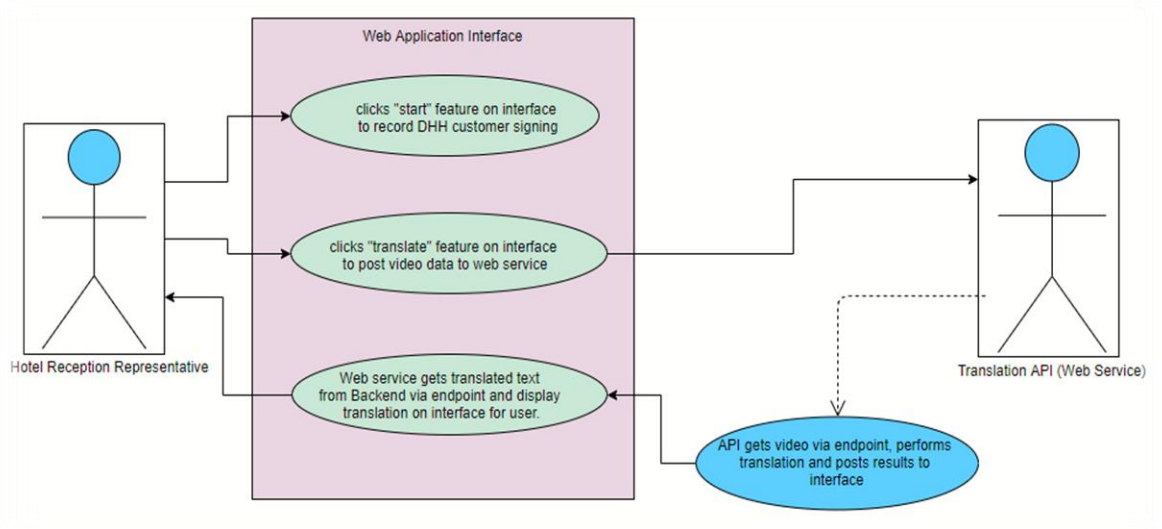 Web Application Interface
clicks "start" feature on interface
to record DHH customer signing
clicks "translate" feature on interface
to post video data to web service
Hotel Reception Representative
Translation API (Web Service)
Web service gets translated text
from Backend via endpoint and display
translation on interface for user.
API gets video via endpoint, performs
translation and posts results to
interface